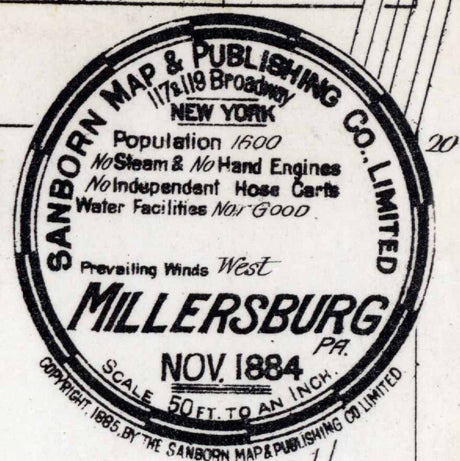 SANBORN MAP & PUBLISHING CO., LIMITED
117 & 119 Broadway
NEW YORK
Population 1600
No Steam & No Hand Engines
No Independent Hose Carts
Water Facilities Not Good
Prevailing Winds West
MILLERSBURG
PA.
NOV. 1884
SCALE 50 FT. TO AN INCH.
COPYRIGHT, 1885, BY THE SANBORN MAP & PUBLISHING CO LIMITED
20